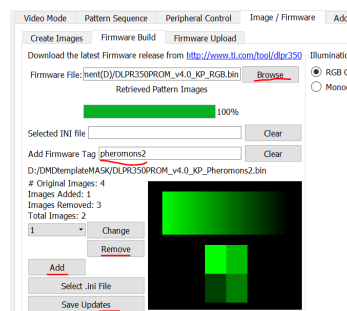 Video Mode Pattern Sequence Peripheral Control Image / Firmware Add
Create Images Firmware Build Firmware Upload
Download the latest Firmware release from http://www.ti.com/tool/dlpr350 Illumination
Firmware File: ment(D)/DLPR350PROM_v4.0_KP_RGB.bin Browse RGB
Retrieved Pattern Images
100%
Selected INI file Clear
Add Firmware Tag pheromons2 Clear
D:/DMDtemplateMASK/DLPR350PROM_v4.0_KP_Pheromons2.bin
# Original Images: 4
Images Added: 1
Images Removed: 3
Total Images: 2
1 Change
Remove
Add
Select .ini File
Save Updates